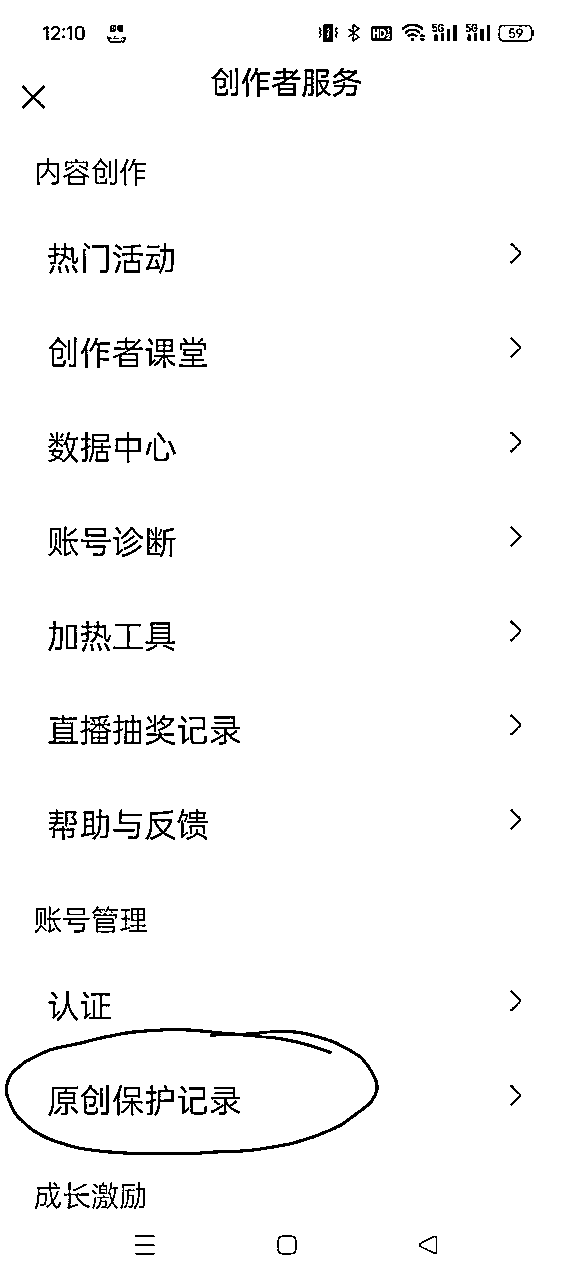 12:10 HD2 5G 5G 59
创作者服务
内容创作
热门活动
创作者课堂
数据中心
账号诊断
加热工具
直播抽奖记录
帮助与反馈
账号管理
认证
原创保护记录
成长激励